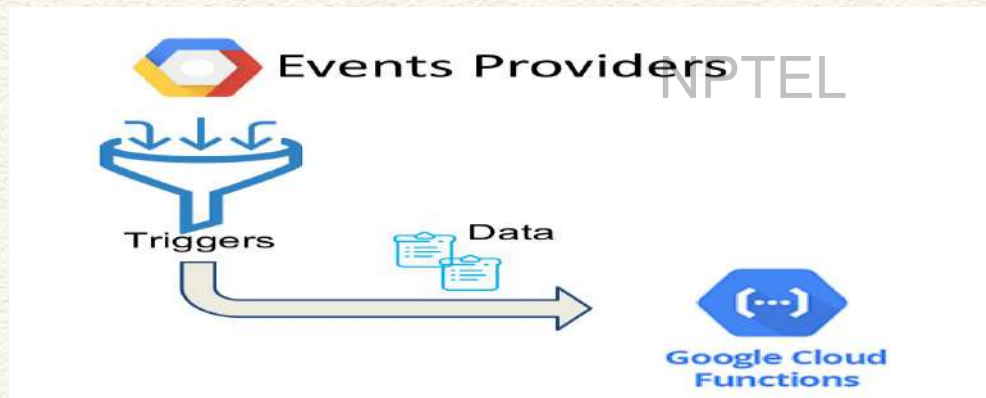 Events Providers
NPTEL
Triggers
Data
Google Cloud
Functions